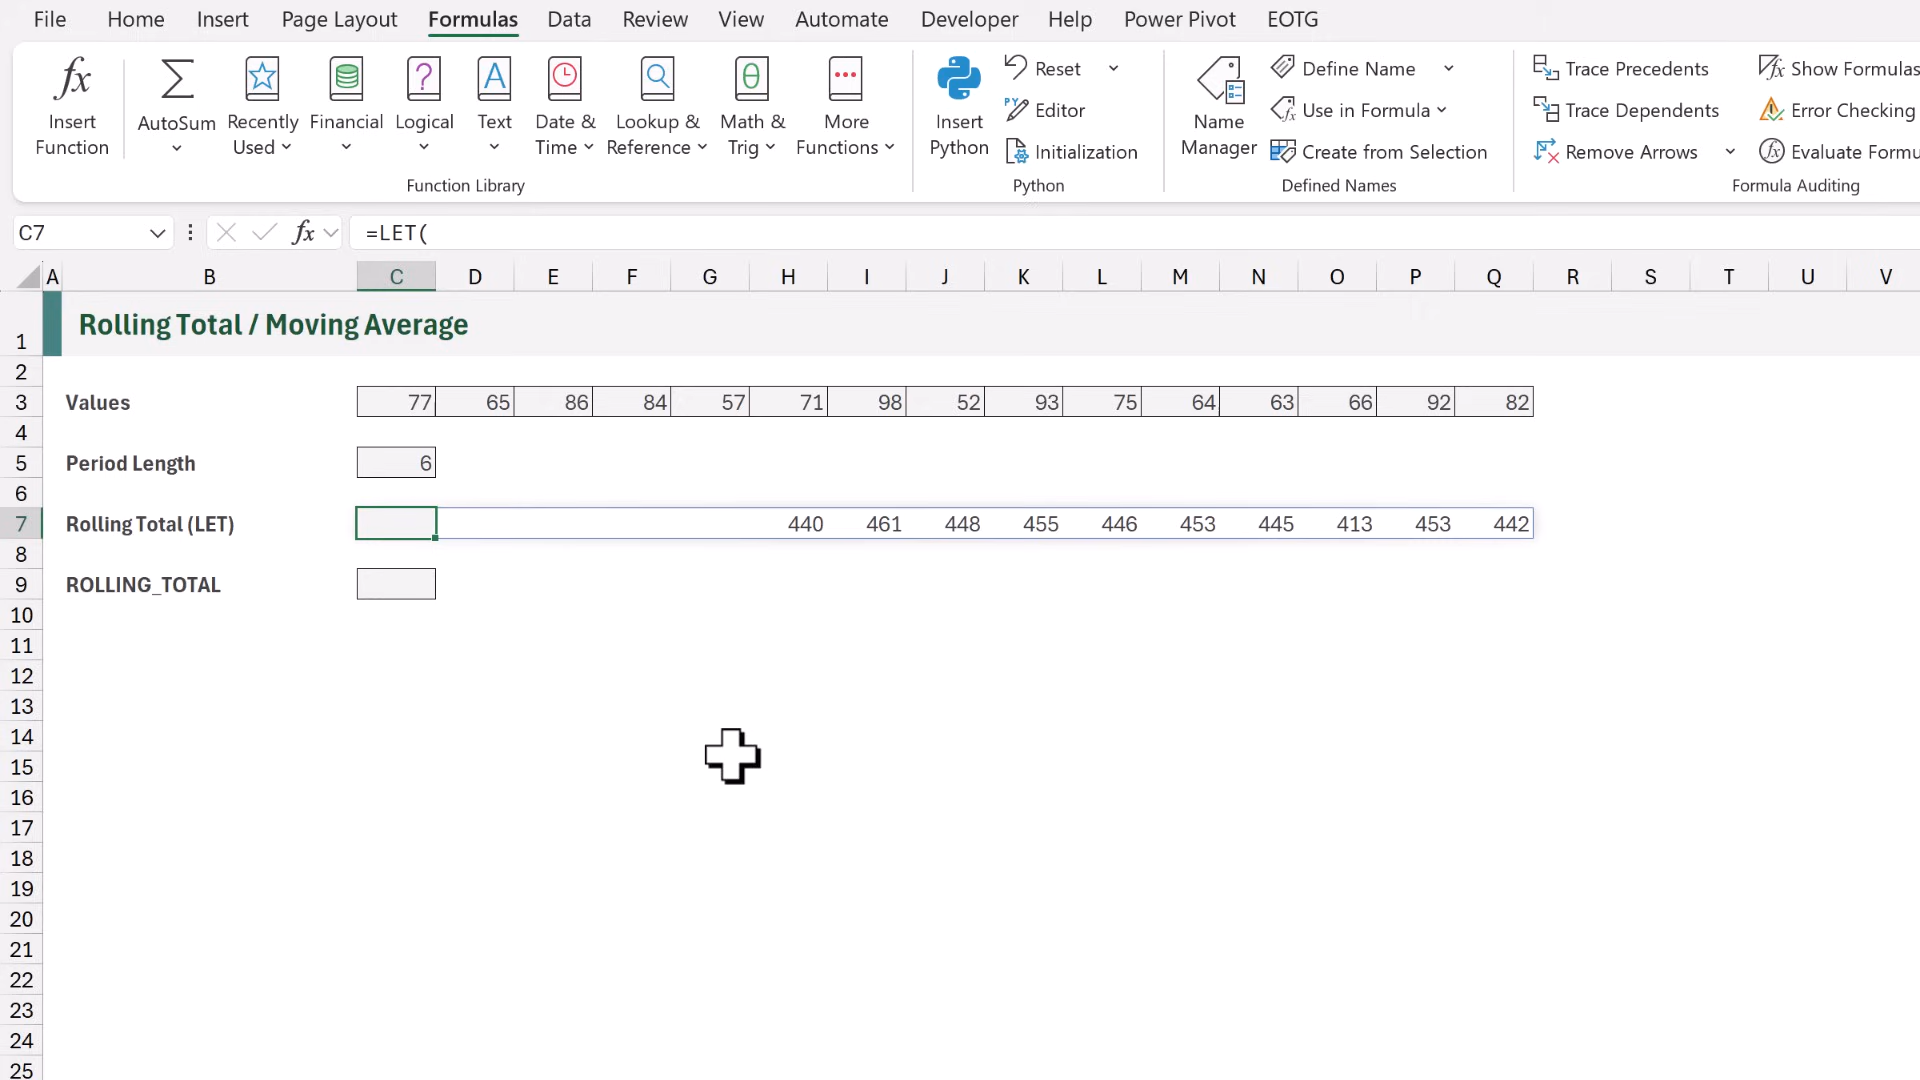 File Home Insert Page Layout Formulas Data Review View Automate Developer Help Power Pivot EOTG
Insert Function
AutoSum
Recently Used
Financial
Logical
Text
Date & Time
Lookup & Reference
Math & Trig
More Functions
Function Library
Insert Python
Reset
Editor
Initialization
Python
Name Manager
Define Name
Use in Formula
Create from Selection
Defined Names
Trace Precedents
Trace Dependents
Remove Arrows
Show Formulas
Error Checking
Evaluate Formu
Formula Auditing
C7 fx =LET(
A B C D E F G H I J K L M N O P Q R S T U V
1 Rolling Total / Moving Average
2
3 Values 77 65 86 84 57 71 98 52 93 75 64 63 66 92 82
4
5 Period Length 6
6
7 Rolling Total (LET) 440 461 448 455 446 453 445 413 453 442
8
9 ROLLING_TOTAL
10
11
12
13
14
15
16
17
18
19
20
21
22
23
24
25